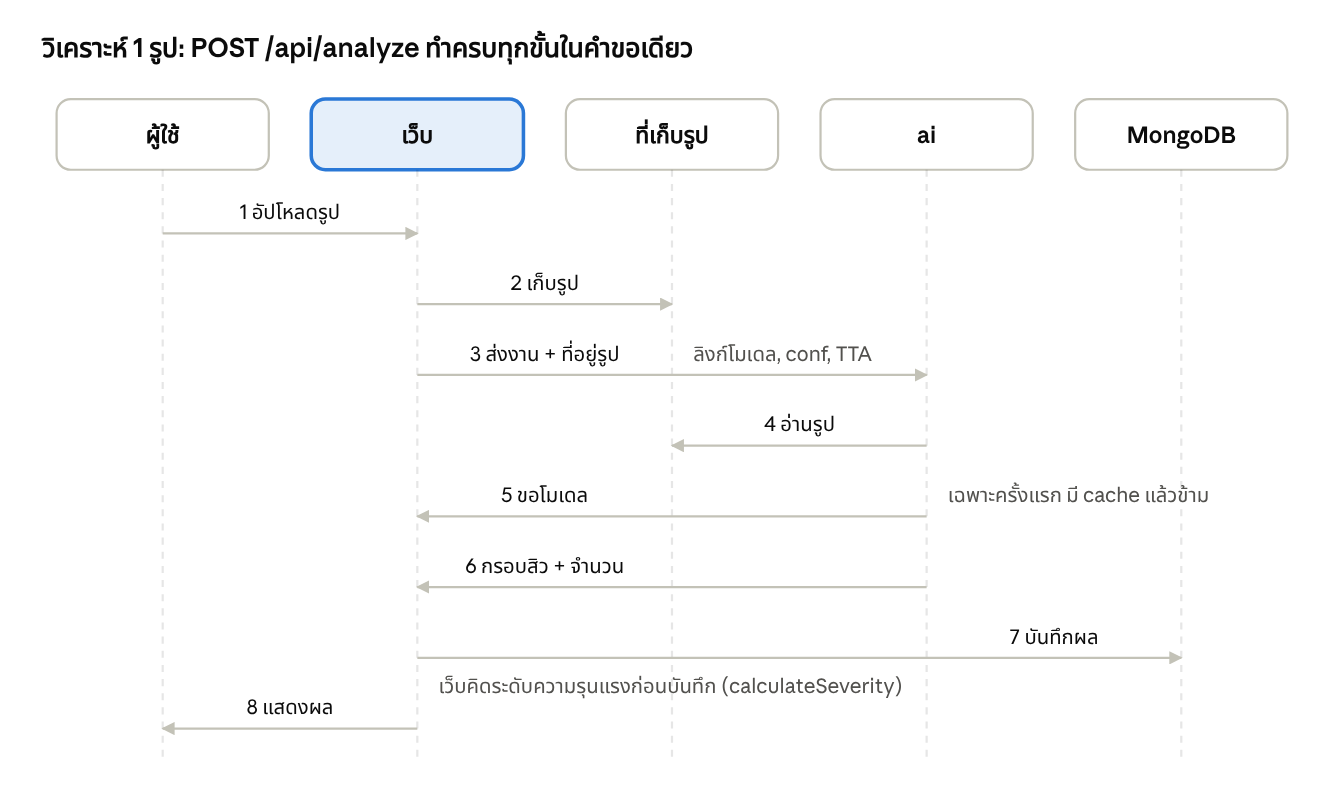 วิเคราะห์ 1 รูป: POST /api/analyze ทำครบทุกขั้นในคำขอเดียว
ผู้ใช้
เว็บ
ที่เก็บรูป
ai
MongoDB
1 อัปโหลดรูป
2 เก็บรูป
3 ส่งงาน + ที่อยู่รูป
ลิงก์โมเดล, conf, TTA
4 อ่านรูป
5 ขอโมเดล
เฉพาะครั้งแรก มี cache แล้วข้าม
6 กรอบสิว + จำนวน
7 บันทึกผล
เว็บคิดระดับความรุนแรงก่อนบันทึก (calculateSeverity)
8 แสดงผล